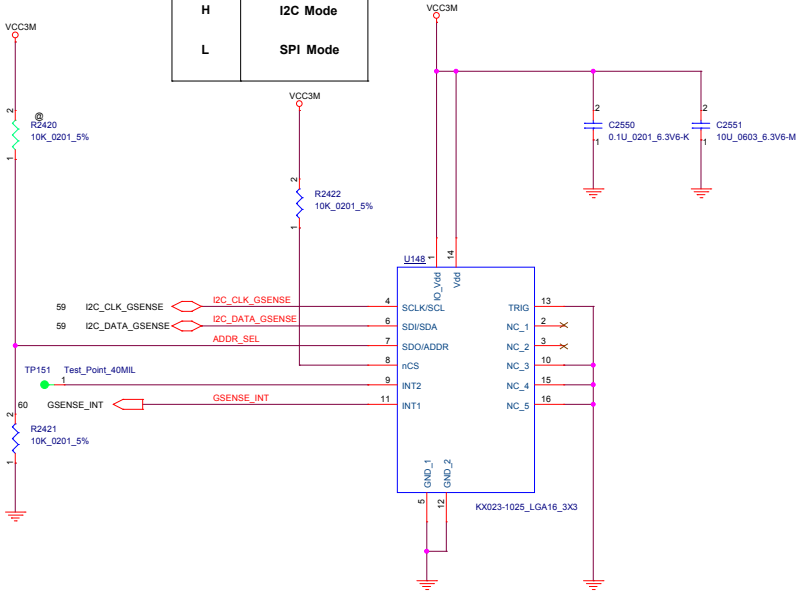 H I2C Mode
L SPI Mode
VCC3M
VCC3M
VCC3M
2
@
R2420
10K_0201_5%
1
2
R2422
10K_0201_5%
1
2
C2550
0.1U_0201_6.3V6-K
1
2
C2551
10U_0603_6.3V6-M
1
U148
1
14
IO_Vdd
Vdd
59 I2C_CLK_GSENSE I2C_CLK_GSENSE 4 SCLK/SCL TRIG 13
59 I2C_DATA_GSENSE I2C_DATA_GSENSE 6 SDI/SDA NC_1 2
ADDR_SEL 7 SDO/ADDR NC_2 3
8 nCS NC_3 10
TP151 1 Test_Point_40MIL 9 INT2 NC_4 15
60 GSENSE_INT GSENSE_INT 11 INT1 NC_5 16
2
R2421
10K_0201_5%
1
GND_1
GND_2
5
12
KX023-1025_LGA16_3X3